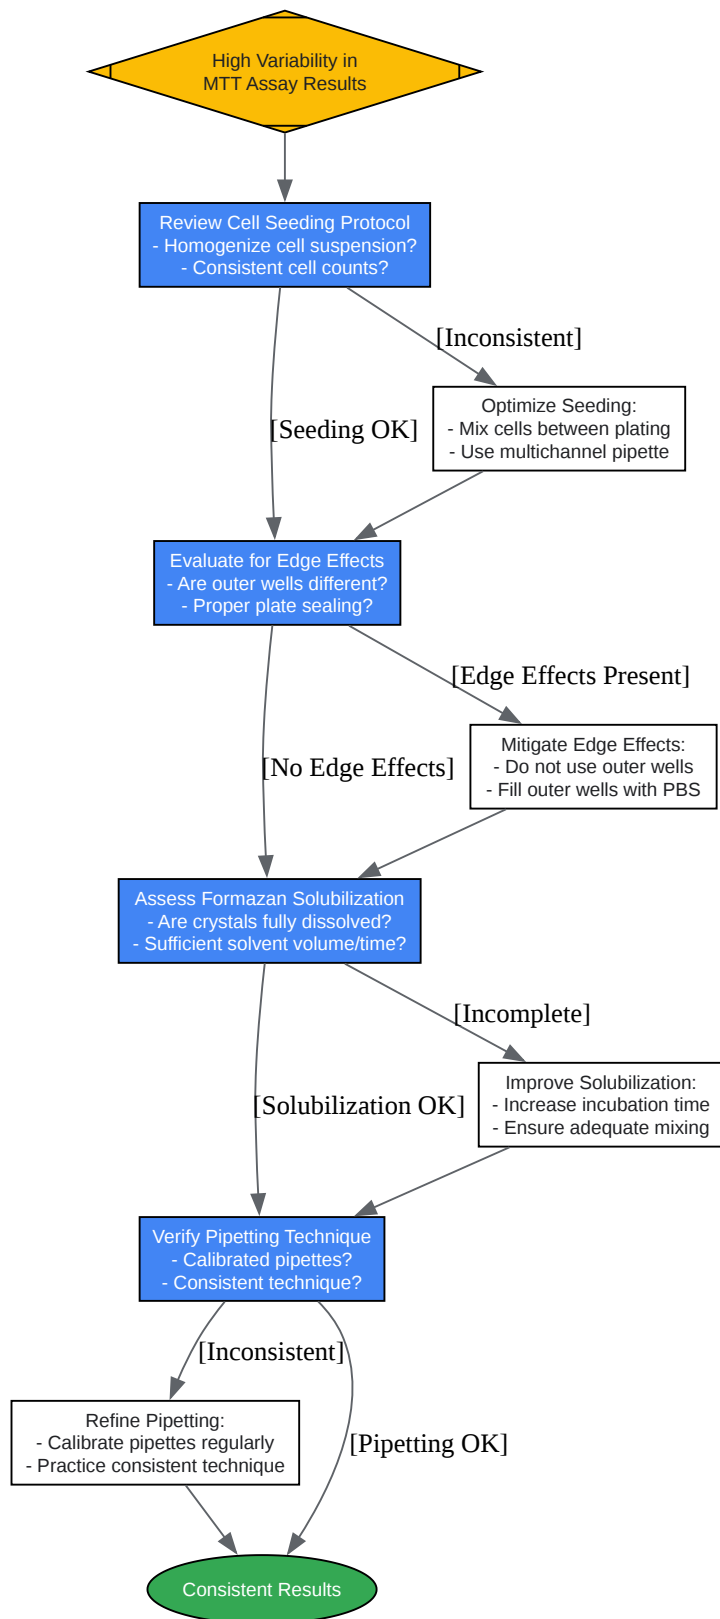 High Variability in
MTT Assay Results
Review Cell Seeding Protocol
- Homogenize cell suspension?
- Consistent cell counts?
[Inconsistent]
[Seeding OK]
Optimize Seeding:
- Mix cells between plating
- Use multichannel pipette
Evaluate for Edge Effects
- Are outer wells different?
- Proper plate sealing?
[Edge Effects Present]
[No Edge Effects]
Mitigate Edge Effects:
- Do not use outer wells
- Fill outer wells with PBS
Assess Formazan Solubilization
- Are crystals fully dissolved?
- Sufficient solvent volume/time?
[Incomplete]
[Solubilization OK]
Improve Solubilization:
- Increase incubation time
- Ensure adequate mixing
Verify Pipetting Technique
- Calibrated pipettes?
- Consistent technique?
[Inconsistent]
Refine Pipetting:
- Calibrate pipettes regularly
- Practice consistent technique
[Pipetting OK]
Consistent Results